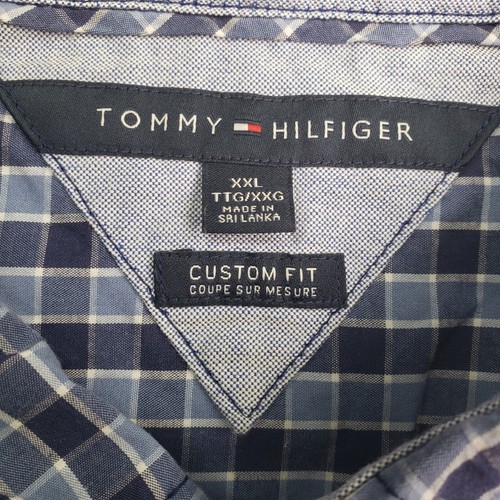 TOMMY HILFIGER
XXL
TTG/XXG
MADE IN
SRI LANKA
CUSTOM FIT
COUPE SUR MESURE